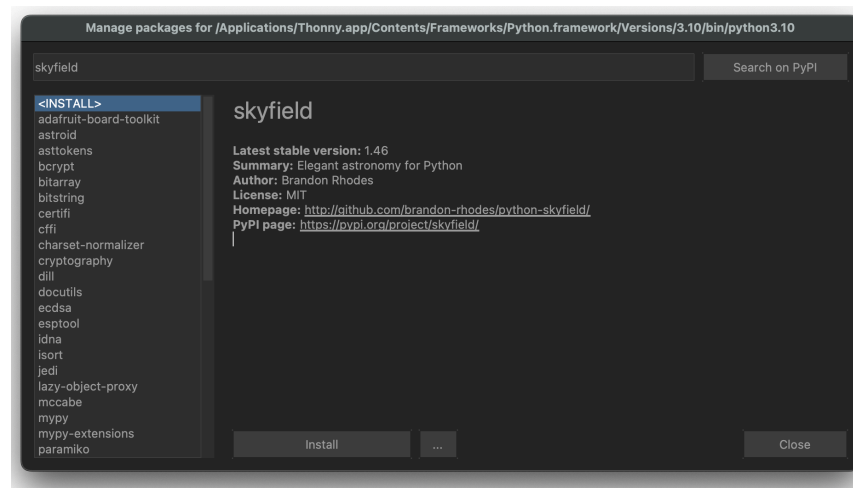 Manage packages for /Applications/Thonny.app/Contents/Frameworks/Python.framework/Versions/3.10/bin/python3.10
skyfield
Search on PyPI
<INSTALL>
adafruit-board-toolkit
astroid
asttokens
bcrypt
bitarray
bitstring
certifi
cffi
charset-normalizer
cryptography
dill
docutils
ecdsa
esptool
idna
isort
jedi
lazy-object-proxy
mccabe
mypy
mypy-extensions
paramiko
skyfield
Latest stable version: 1.46
Summary: Elegant astronomy for Python
Author: Brandon Rhodes
License: MIT
Homepage: http://github.com/brandon-rhodes/python-skyfield/
PyPI page: https://pypi.org/project/skyfield/
Install
...
Close